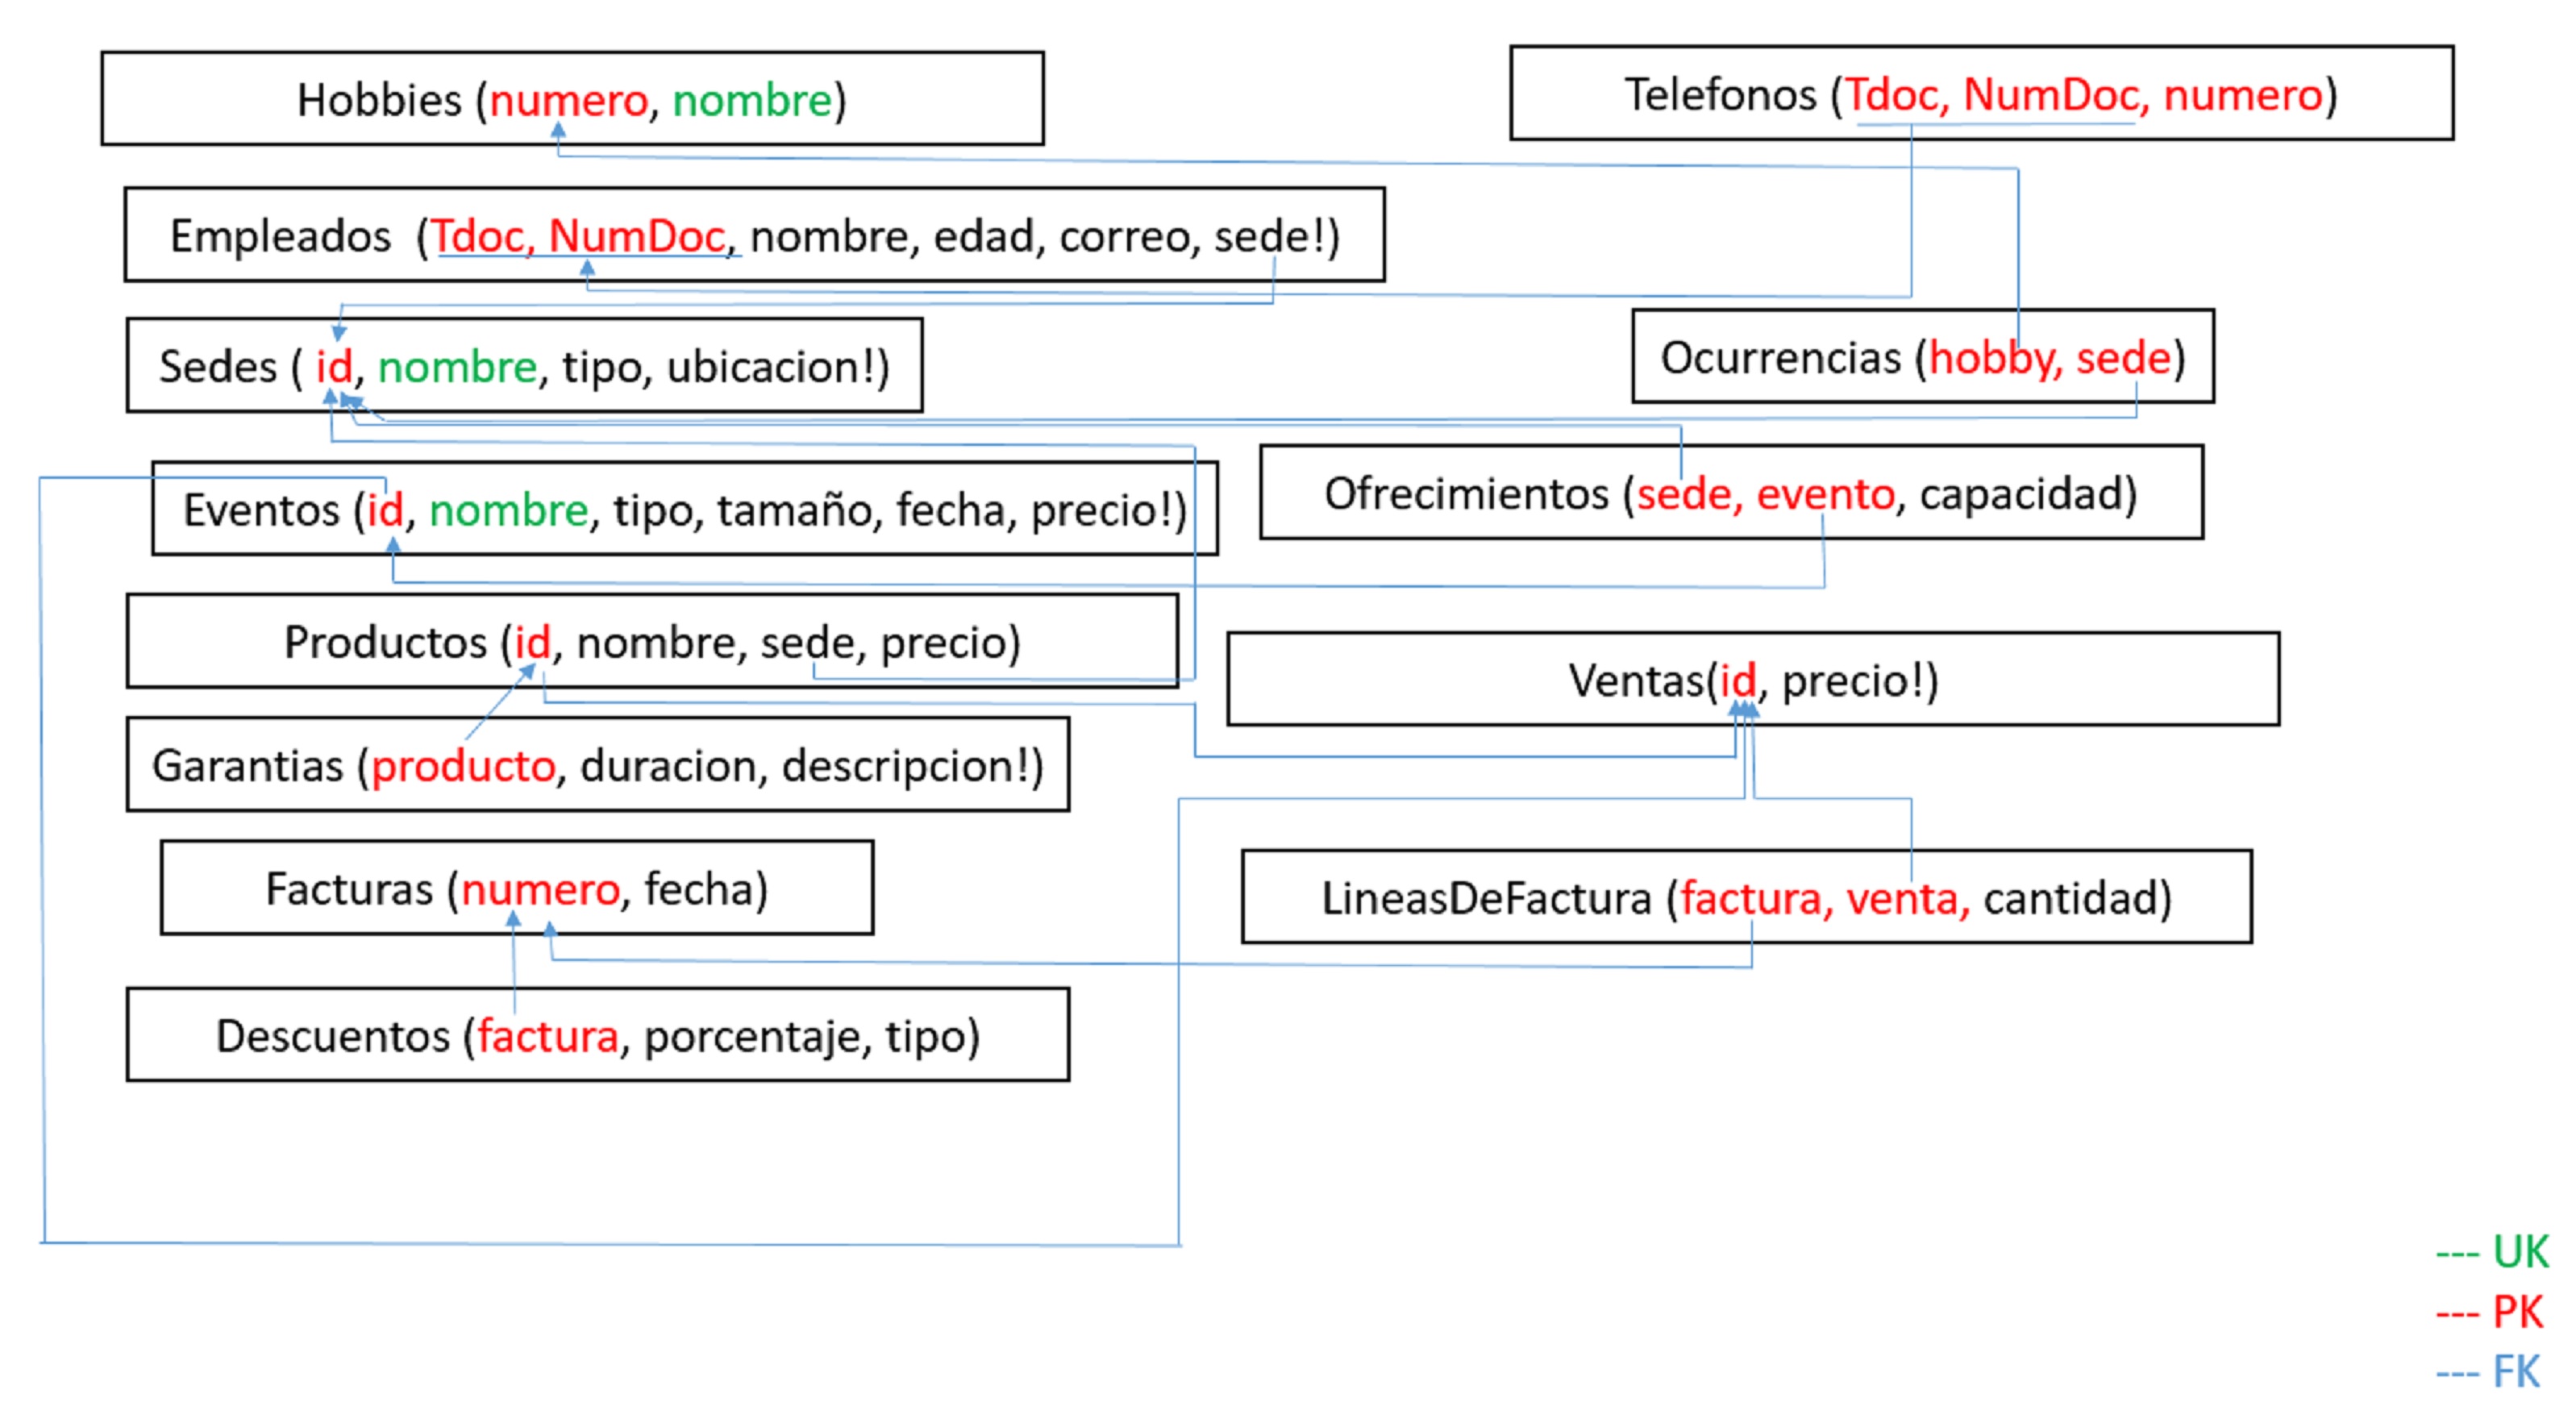 Hobbies (numero, nombre)
Telefonos (Tdoc, NumDoc, numero)
Empleados (Tdoc, NumDoc, nombre, edad, correo, sede!)
Sedes ( id, nombre, tipo, ubicacion!)
Ocurrencias (hobby, sede)
Eventos (id, nombre, tipo, tamaño, fecha, precio!)
Ofrecimientos (sede, evento, capacidad)
Productos (id, nombre, sede, precio)
Ventas(id, precio!)
Garantias (producto, duracion, descripcion!)
Facturas (numero, fecha)
LineasDeFactura (factura, venta, cantidad)
Descuentos (factura, porcentaje, tipo)
--- UK
--- PK
--- FK